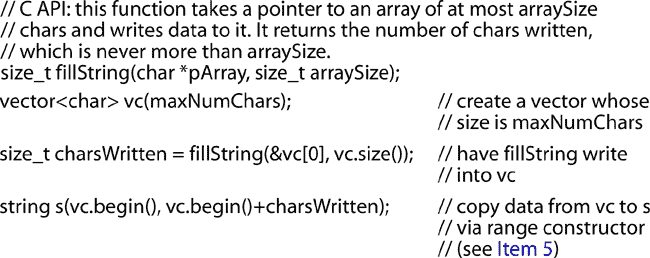 // C API: this function takes a pointer to an array of at most arraySize
// chars and writes data to it. It returns the number of chars written,
// which is never more than arraySize.
size_t fillString(char *pArray, size_t arraySize);
vector<char> vc(maxNumChars); // create a vector whose
// size is maxNumChars
size_t charsWritten = fillString(&vc[0], vc.size()); // have fillString write
// into vc
string s(vc.begin(), vc.begin()+charsWritten); // copy data from vc to s
// via range constructor
// (see Item 5)